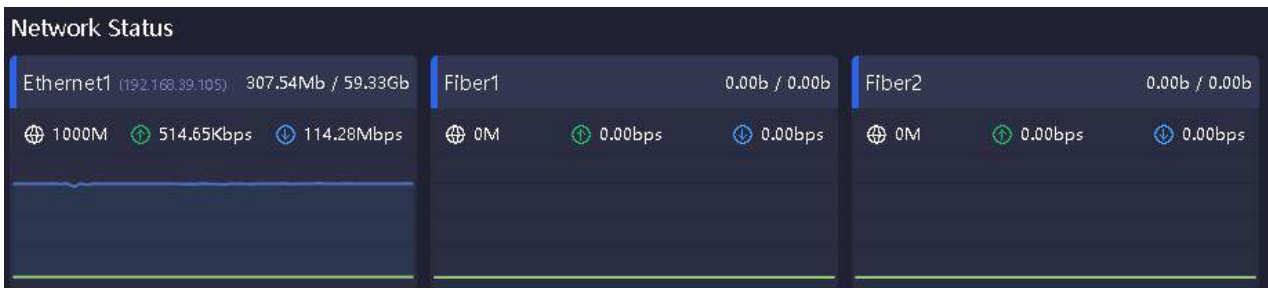 Network Status
Ethernet1 (192.168.39.105) 307.54Mb / 59.33Gb
1000M 514.65Kbps 114.28Mbps
Fiber1 0.00b / 0.00b
0M 0.00bps 0.00bps
Fiber2 0.00b / 0.00b
0M 0.00bps 0.00bps